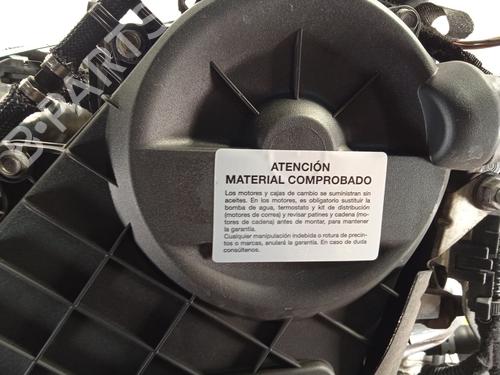 B-PARTS
ATENCIÓN
MATERIAL COMPROBADO
Los motores y cajas de cambio se suministran sin
aceites. En los motores, es obligatorio sustituir la
bomba de agua, termostato y kit de distribución
(motores de correa) y revisar patines y cadena (mo-
tores de cadena) antes de montar, para mantener
la garantía.
Cualquier manipulación indebida o rotura de precin-
tos o marcas, anulará la garantía. En caso de duda
consúltenos.